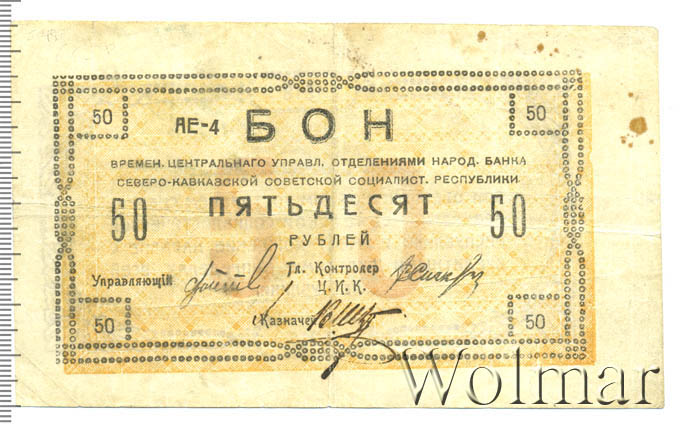 50 50
АЕ-4 БОН
ВРЕМЕН. ЦЕНТРАЛЬНАГО УПРАВЛ. ОТДЕЛЕНИЯМИ НАРОД. БАНКА
СЕВЕРО-КАВКАЗСКОЙ СОВЕТСКОЙ СОЦИАЛИСТ. РЕСПУБЛИКИ
50 ПЯТЬДЕСЯТ 50
РУБЛЕЙ
Управляющій Гл. Контролер
Ц.И.К.
Казначей
50 50
Wolmar